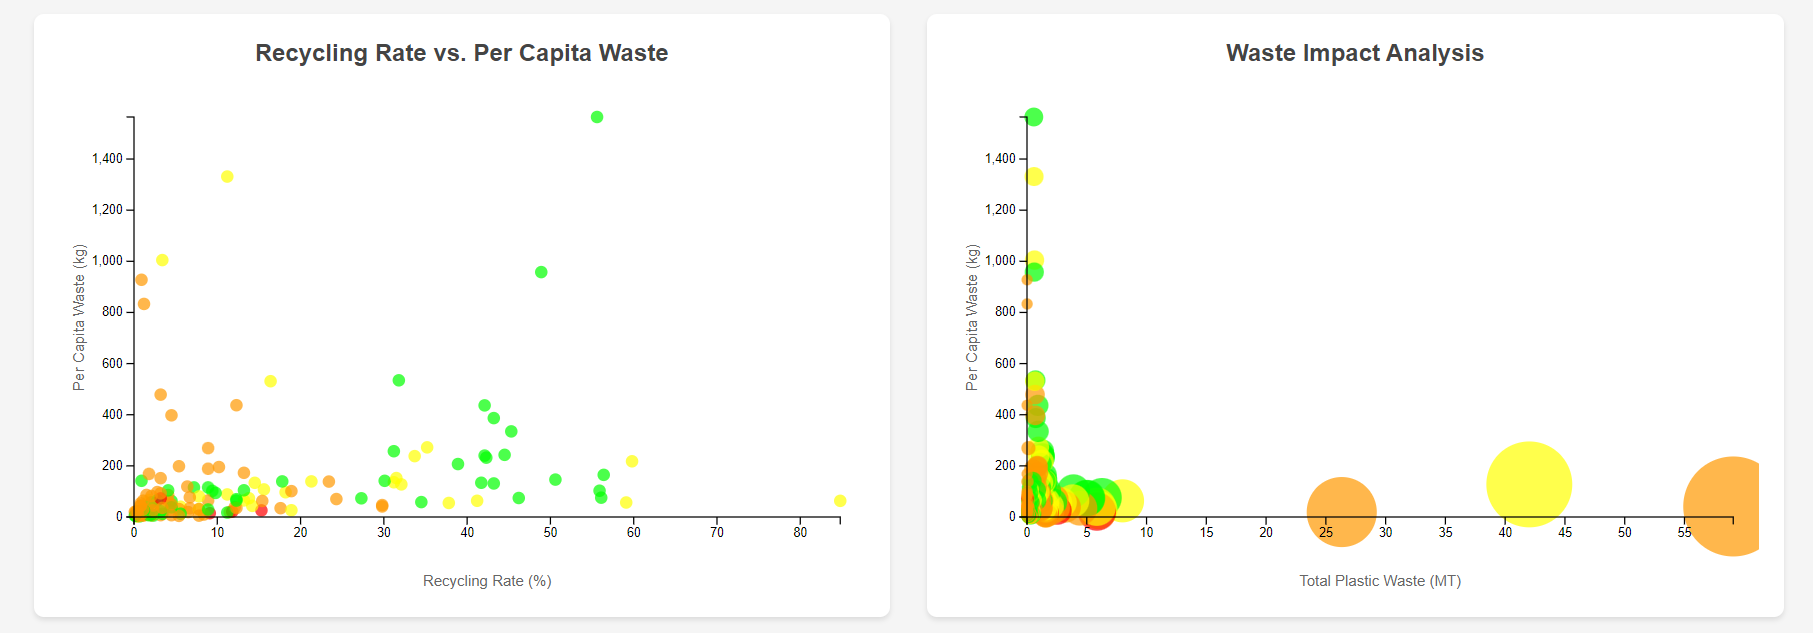 Recycling Rate vs. Per Capita Waste
Per Capita Waste (kg)
1,400
1,200
1,000
800
600
400
200
0
0 10 20 30 40 50 60 70 80
Recycling Rate (%)
Waste Impact Analysis
Per Capita Waste (kg)
1,400
1,200
1,000
800
600
400
200
0
0 5 10 15 20 25 30 35 40 45 50 55
Total Plastic Waste (MT)